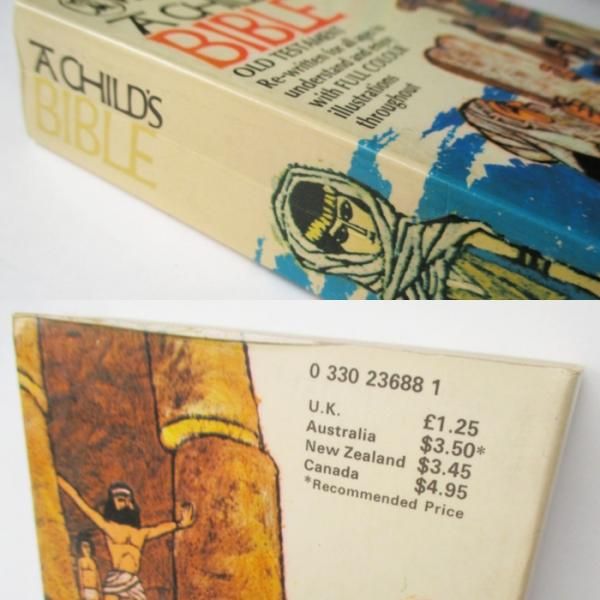 A CHILD'S
BIBLE
OLD TESTAMENT
Re-written for all ages to
understand and enjoy
with FULL COLOUR
illustrations
throughout
A CHILD'S
BIBLE
0 330 23688 1
U.K. £1.25
Australia $3.50*
New Zealand $3.45
Canada $4.95
*Recommended Price